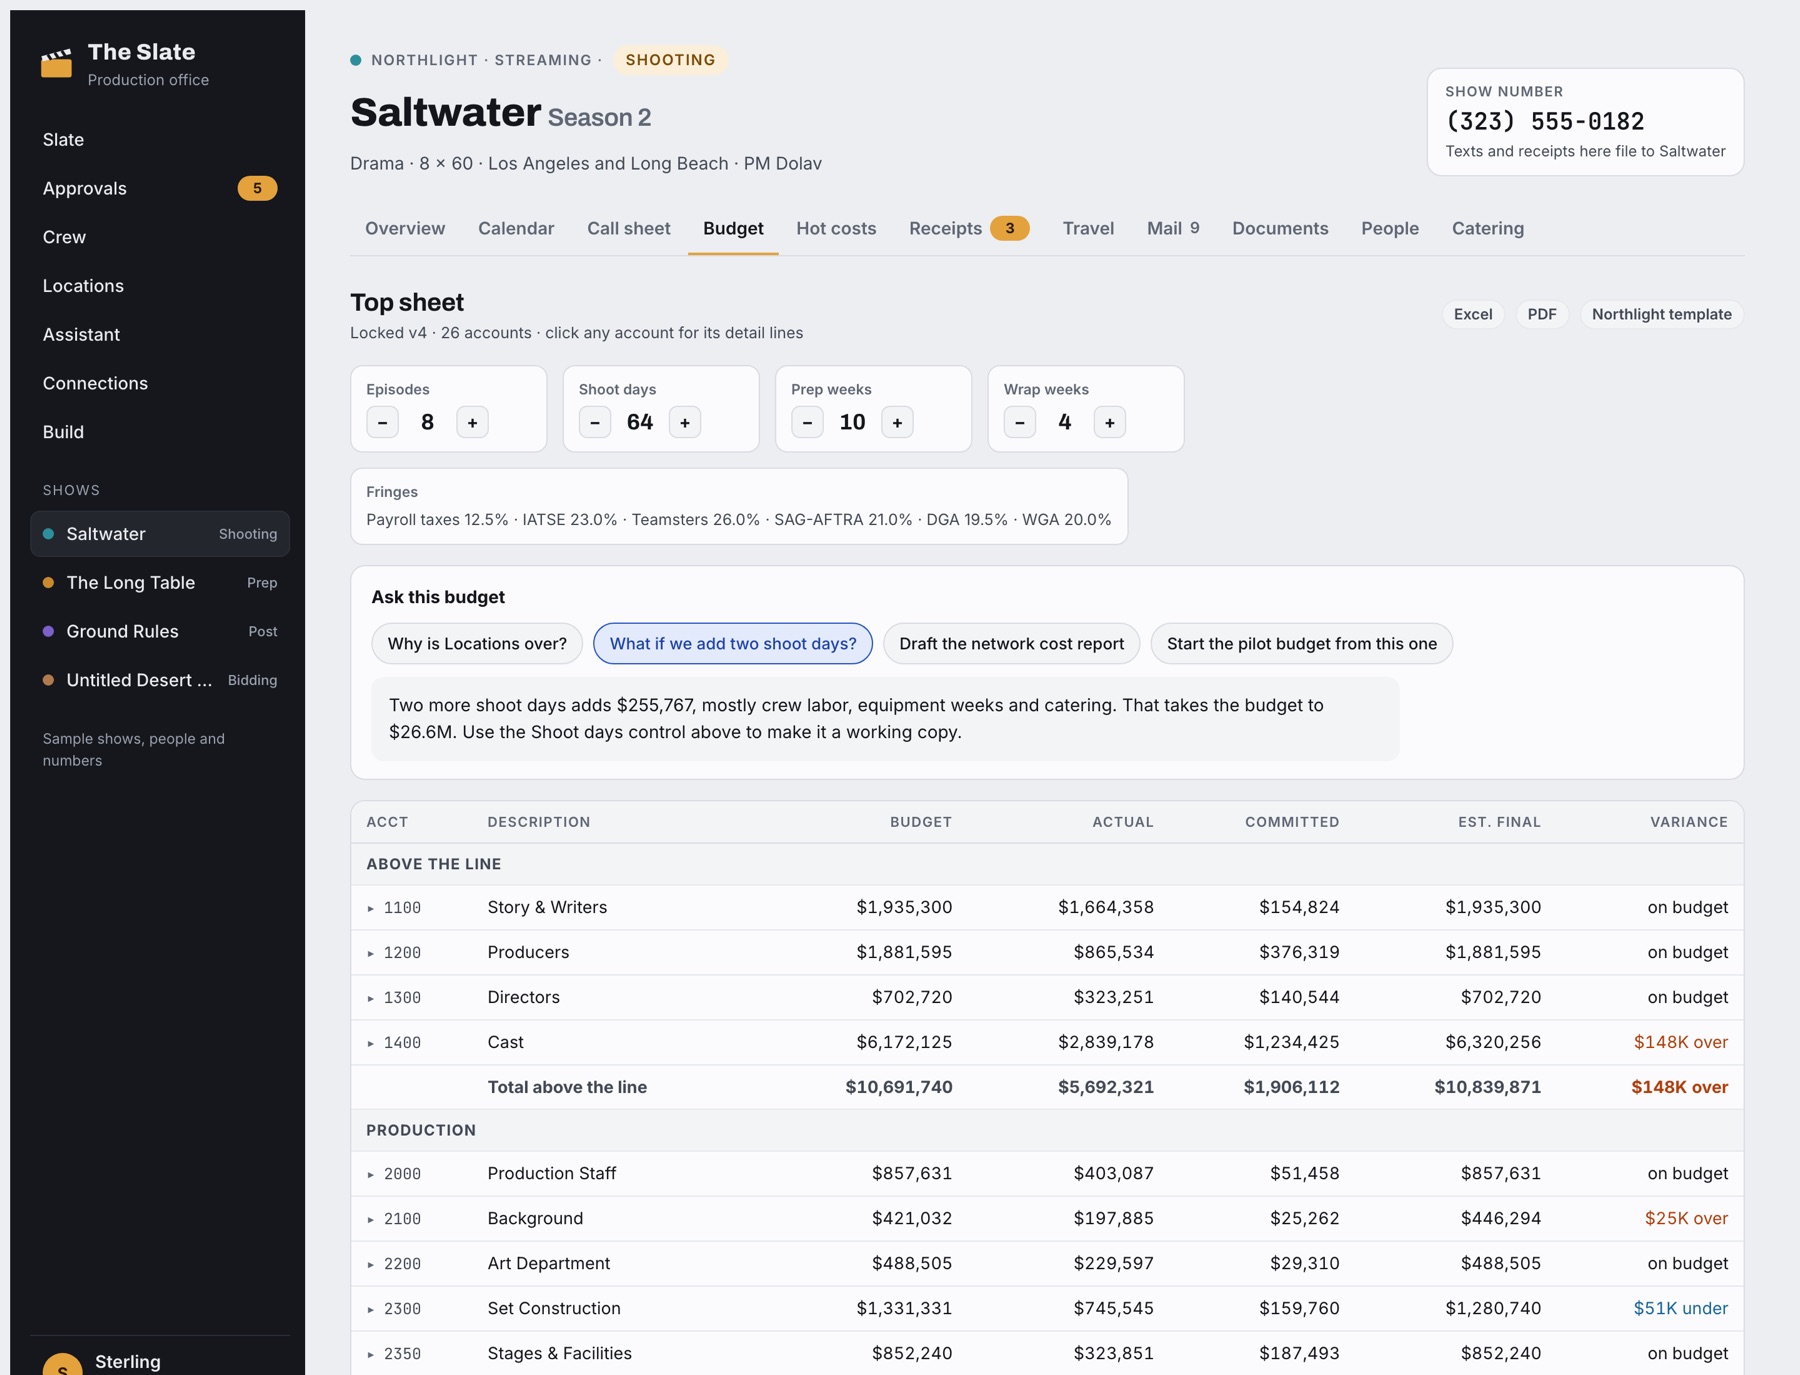 The Slate
Production office
Slate
Approvals 5
Crew
Locations
Assistant
Connections
Build
SHOWS
Saltwater Shooting
The Long Table Prep
Ground Rules Post
Untitled Desert ... Bidding
Sample shows, people and
numbers
S Sterling
NORTHLIGHT · STREAMING · SHOOTING
Saltwater Season 2
Drama · 8 × 60 · Los Angeles and Long Beach · PM Dolav
SHOW NUMBER
(323) 555-0182
Texts and receipts here file to Saltwater
Overview Calendar Call sheet Budget Hot costs Receipts 3 Travel Mail 9 Documents People Catering
Top sheet
Locked v4 · 26 accounts · click any account for its detail lines
Excel PDF Northlight template
Episodes Shoot days Prep weeks Wrap weeks
− 8 + − 64 + − 10 + − 4 +
Fringes
Payroll taxes 12.5% · IATSE 23.0% · Teamsters 26.0% · SAG-AFTRA 21.0% · DGA 19.5% · WGA 20.0%
Ask this budget
Why is Locations over? What if we add two shoot days? Draft the network cost report Start the pilot budget from this one
Two more shoot days adds $255,767, mostly crew labor, equipment weeks and catering. That takes the budget to
$26.6M. Use the Shoot days control above to make it a working copy.
ACCT DESCRIPTION BUDGET ACTUAL COMMITTED EST. FINAL VARIANCE
ABOVE THE LINE
▸ 1100 Story & Writers $1,935,300 $1,664,358 $154,824 $1,935,300 on budget
▸ 1200 Producers $1,881,595 $865,534 $376,319 $1,881,595 on budget
▸ 1300 Directors $702,720 $323,251 $140,544 $702,720 on budget
▸ 1400 Cast $6,172,125 $2,839,178 $1,234,425 $6,320,256 $148K over
Total above the line $10,691,740 $5,692,321 $1,906,112 $10,839,871 $148K over
PRODUCTION
▸ 2000 Production Staff $857,631 $403,087 $51,458 $857,631 on budget
▸ 2100 Background $421,032 $197,885 $25,262 $446,294 $25K over
▸ 2200 Art Department $488,505 $229,597 $29,310 $488,505 on budget
▸ 2300 Set Construction $1,331,331 $745,545 $159,760 $1,280,740 $51K under
▸ 2350 Stages & Facilities $852,240 $323,851 $187,493 $852,240 on budget